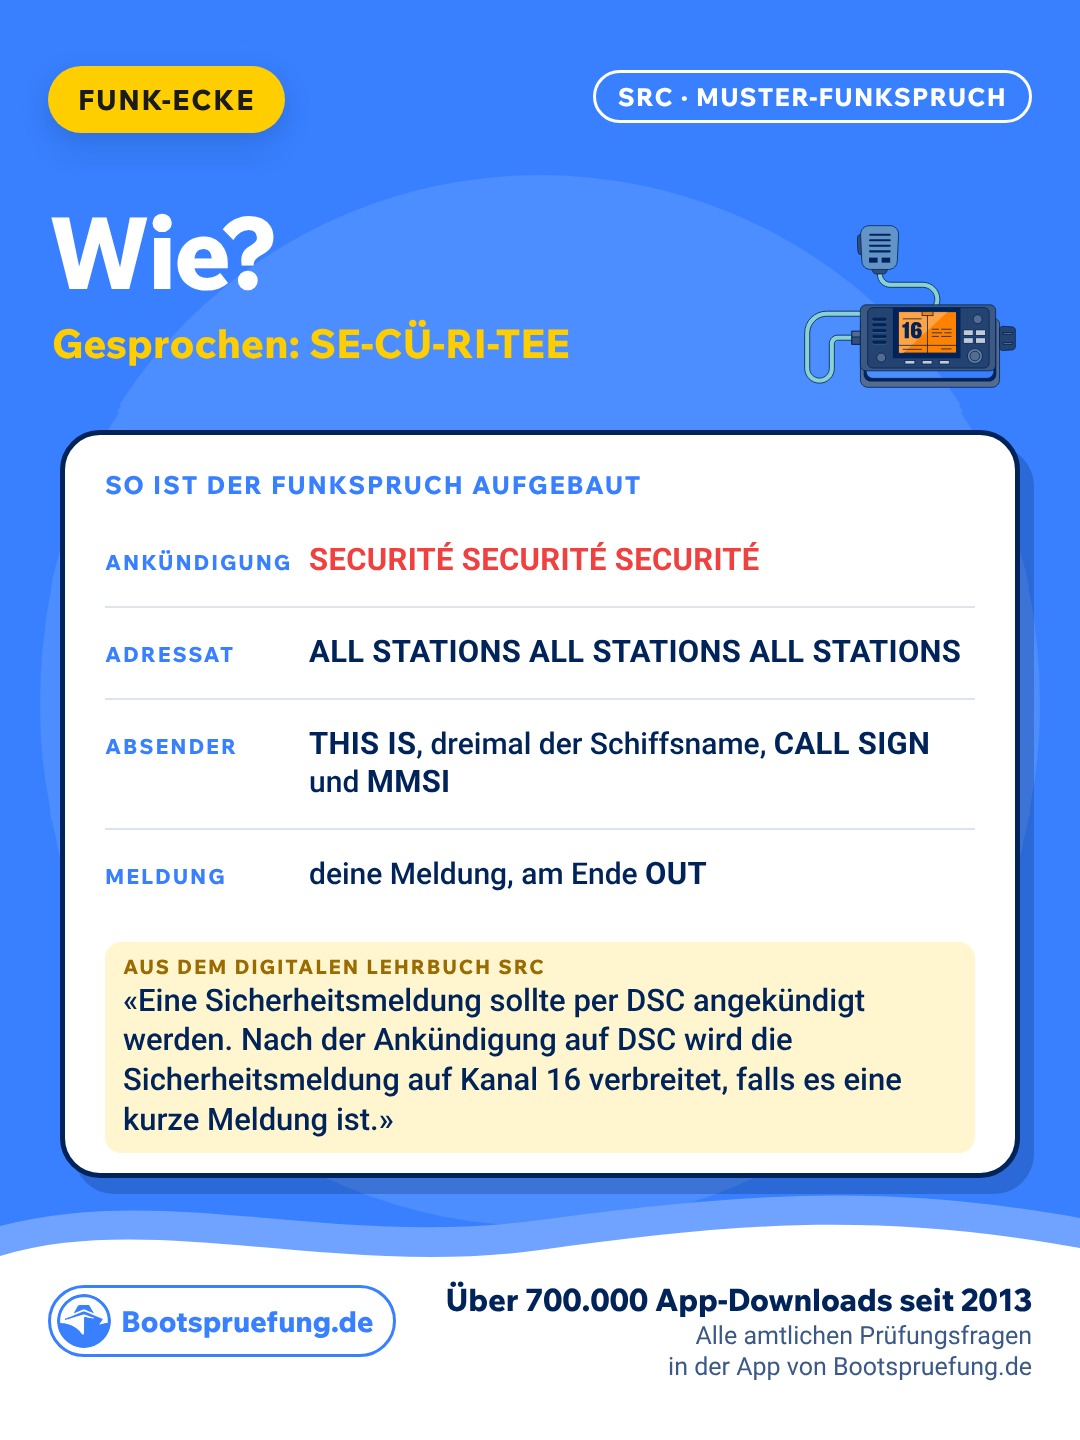 FUNK-ECKE
SRC · MUSTER-FUNKSPRUCH
Wie?
Gesprochen: SE-CÜ-RI-TEE
16
SO IST DER FUNKSPRUCH AUFGEBAUT
ANKÜNDIGUNG SECURITÉ SECURITÉ SECURITÉ
ADRESSAT ALL STATIONS ALL STATIONS ALL STATIONS
ABSENDER THIS IS, dreimal der Schiffsname, CALL SIGN
und MMSI
MELDUNG deine Meldung, am Ende OUT
AUS DEM DIGITALEN LEHRBUCH SRC
«Eine Sicherheitsmeldung sollte per DSC angekündigt
werden. Nach der Ankündigung auf DSC wird die
Sicherheitsmeldung auf Kanal 16 verbreitet, falls es eine
kurze Meldung ist.»
Bootspruefung.de
Über 700.000 App-Downloads seit 2013
Alle amtlichen Prüfungsfragen
in der App von Bootspruefung.de